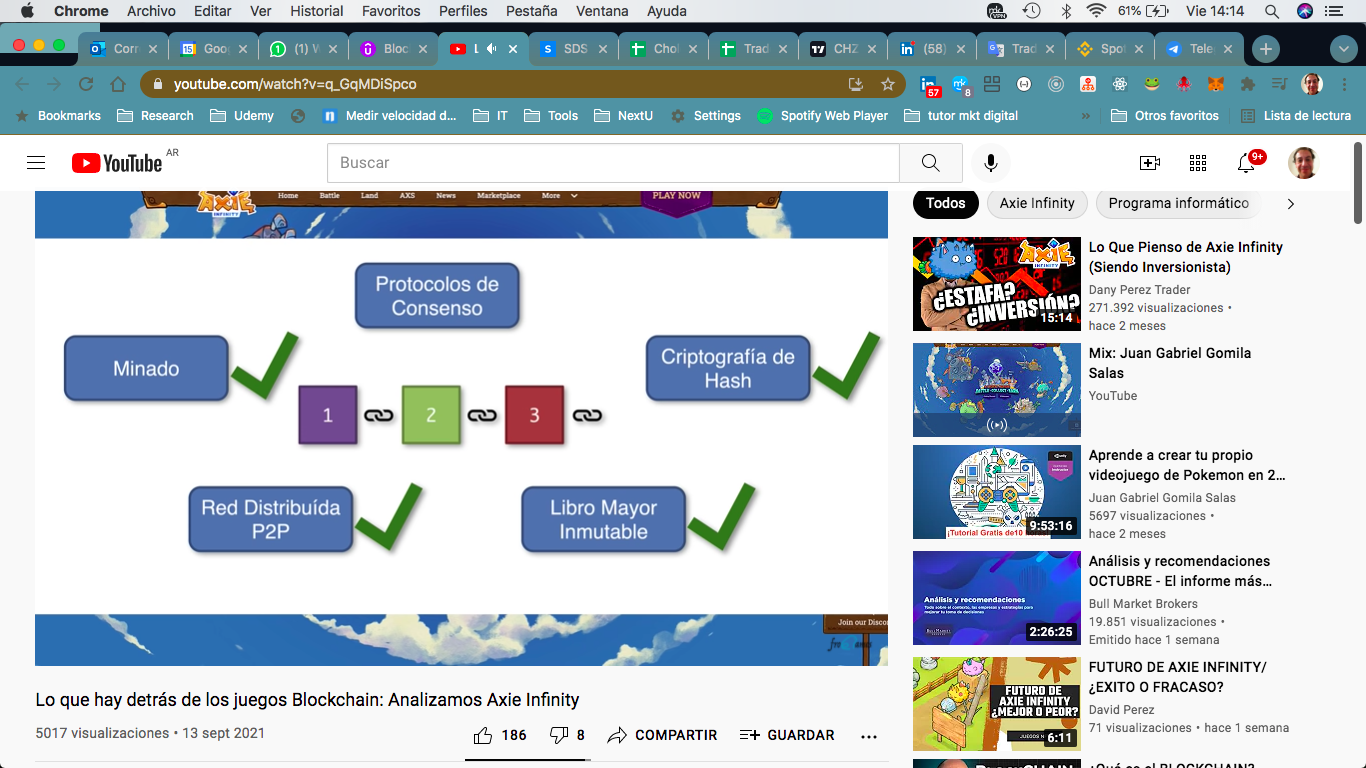 Chrome Archivo Editar Ver Historial Favoritos Perfiles Pestaña Ventana Ayuda
61% Vie 14:14
Corr 15 Goo 1 (1) W Bloc L SDS Chol Trad CHZ (58) Trad Spot Tele
youtube.com/watch?v=q_GqMDiSpco
57 8
Bookmarks Research Udemy Medir velocidad d... IT Tools NextU Settings Spotify Web Player tutor mkt digital » Otros favoritos Lista de lectura
YouTube AR
Buscar
9+
AXIE INFINITY
Home Battle Land AXS News Marketplace More
PLAY NOW
Protocolos de
Consenso
Minado
Criptografía de
Hash
1 2 3
Red Distribuída
P2P
Libro Mayor
Inmutable
Join our Disco
Lo que hay detrás de los juegos Blockchain: Analizamos Axie Infinity
5017 visualizaciones • 13 sept 2021
186 8 COMPARTIR GUARDAR ...
Todos Axie Infinity Programa informático
AXIE INFINITY
¿ESTAFA?
¿INVERSIÓN?
15:14
Lo Que Pienso de Axie Infinity
(Siendo Inversionista)
Dany Perez Trader
271.392 visualizaciones •
hace 2 meses
Mix: Juan Gabriel Gomila
Salas
YouTube
¡Tutorial Gratis de10
9:53:16
Aprende a crear tu propio
videojuego de Pokemon en 2...
Juan Gabriel Gomila Salas
5697 visualizaciones •
hace 2 meses
Análisis y recomendaciones
2:26:25
Análisis y recomendaciones
OCTUBRE - El informe más...
Bull Market Brokers
19.851 visualizaciones •
Emitido hace 1 semana
FUTURO DE
AXIE INFINITY
¿MEJOR O PEOR?
6:11
FUTURO DE AXIE INFINITY/
¿EXITO O FRACASO?
David Perez
71 visualizaciones • hace 1 semana
¿Qué es el BLOCKCHAIN?